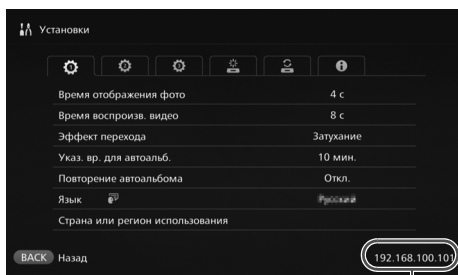 Установки
Время отображения фото 4 с
Время воспроизв. видео 8 с
Эффект перехода Затухание
Указ. вр. для автоальб. 10 мин.
Повторение автоальбома Откл.
Язык
Страна или регион использования
BACK Назад 192.168.100.101